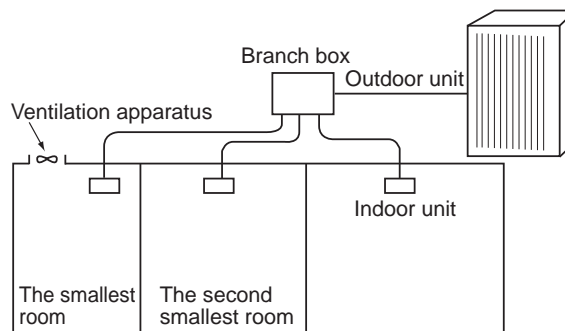 Branch box
Outdoor unit
Ventilation apparatus
Indoor unit
The smallest
room
The second
smallest room